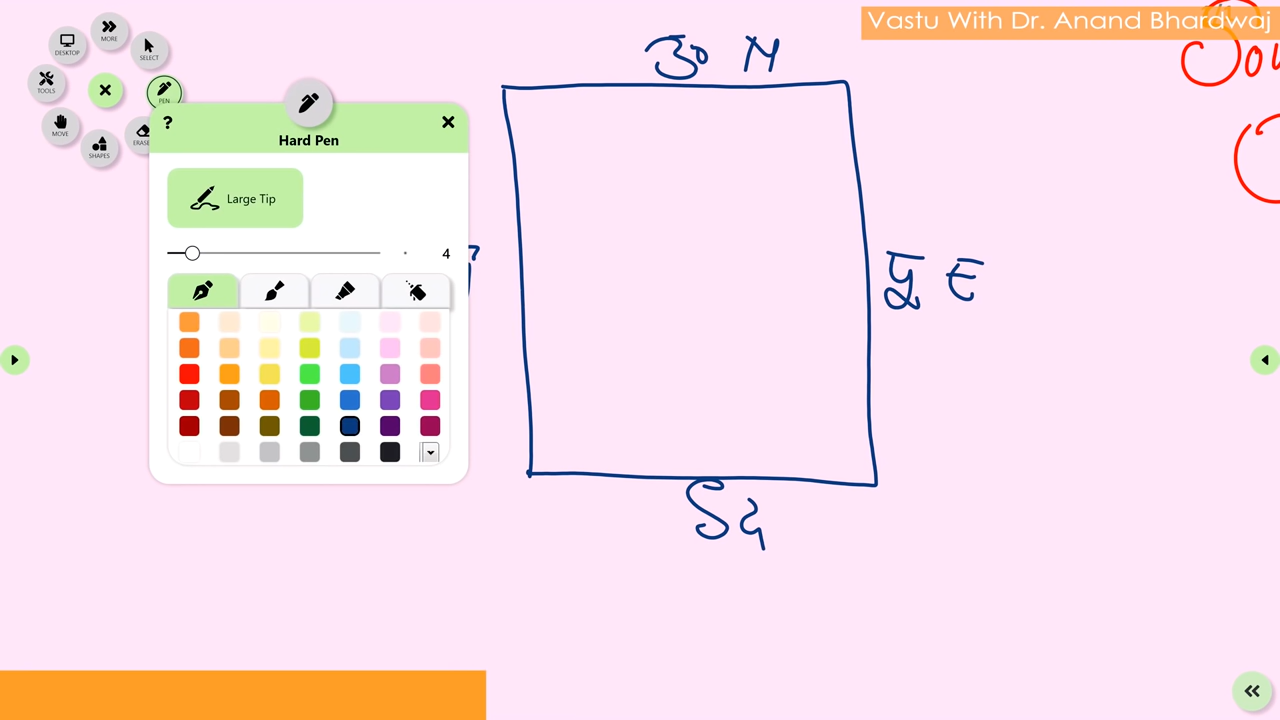 Vastu With Dr. Anand Bhardwaj
MORE
DESKTOP
SELECT
TOOLS
PEN
MOVE
SHAPES
?
Hard Pen
Large Tip
4
उ N
पू E
S द